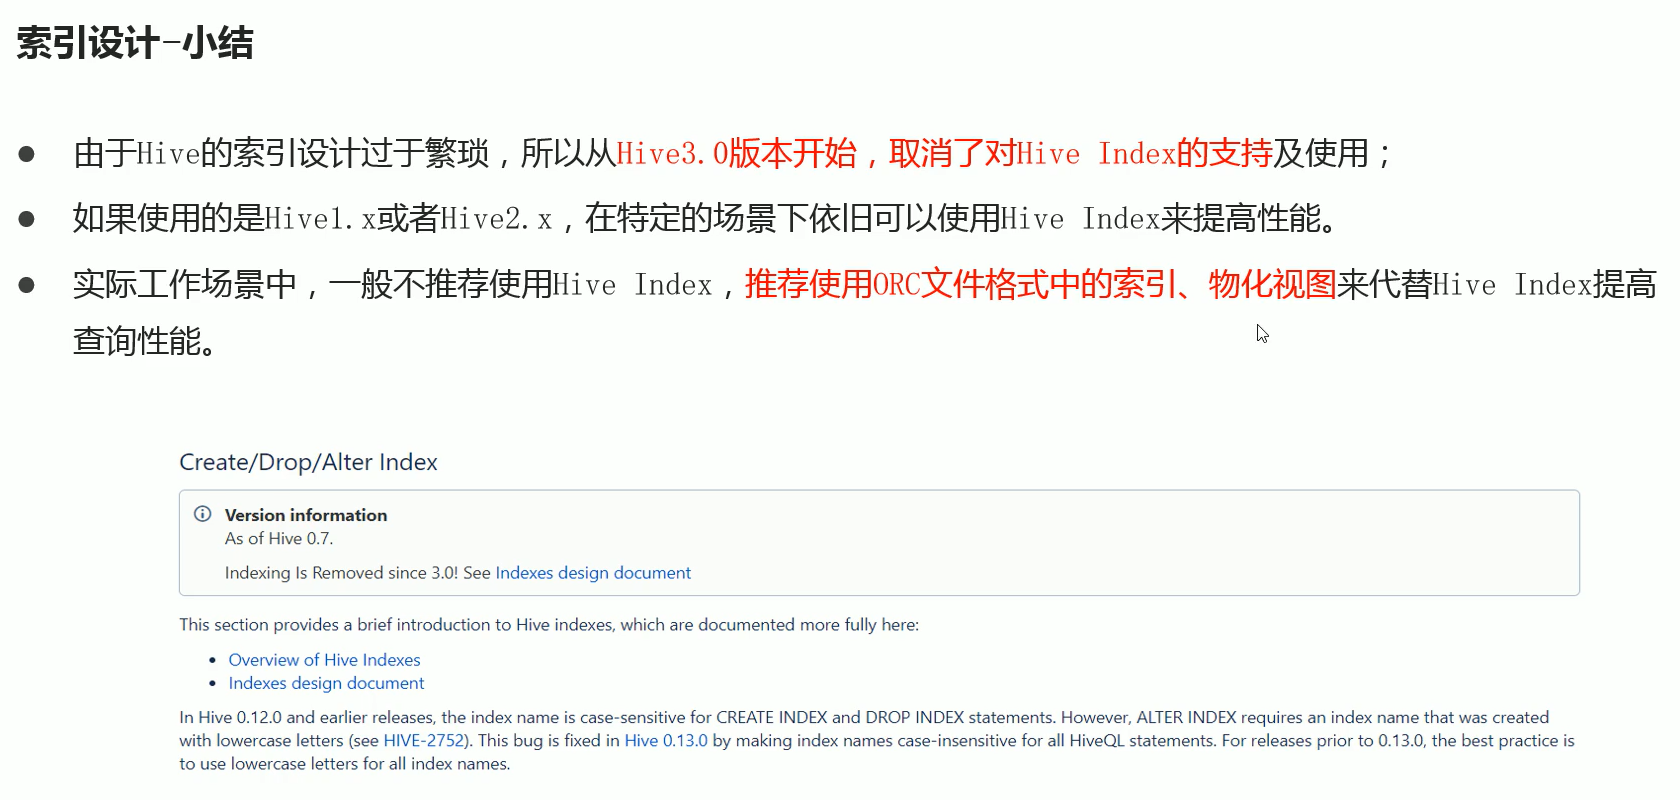 索引设计-小结
● 由于Hive的索引设计过于繁琐，所以从Hive3.0版本开始，取消了对Hive Index的支持及使用；
● 如果使用的是Hive1.x或者Hive2.x，在特定的场景下依旧可以使用Hive Index来提高性能。
● 实际工作场景中，一般不推荐使用Hive Index，推荐使用ORC文件格式中的索引、物化视图来代替Hive Index提高
查询性能。
Create/Drop/Alter Index
Version information
As of Hive 0.7.
Indexing Is Removed since 3.0! See Indexes design document
This section provides a brief introduction to Hive indexes, which are documented more fully here:
• Overview of Hive Indexes
• Indexes design document
In Hive 0.12.0 and earlier releases, the index name is case-sensitive for CREATE INDEX and DROP INDEX statements. However, ALTER INDEX requires an index name that was created
with lowercase letters (see HIVE-2752). This bug is fixed in Hive 0.13.0 by making index names case-insensitive for all HiveQL statements. For releases prior to 0.13.0, the best practice is
to use lowercase letters for all index names.